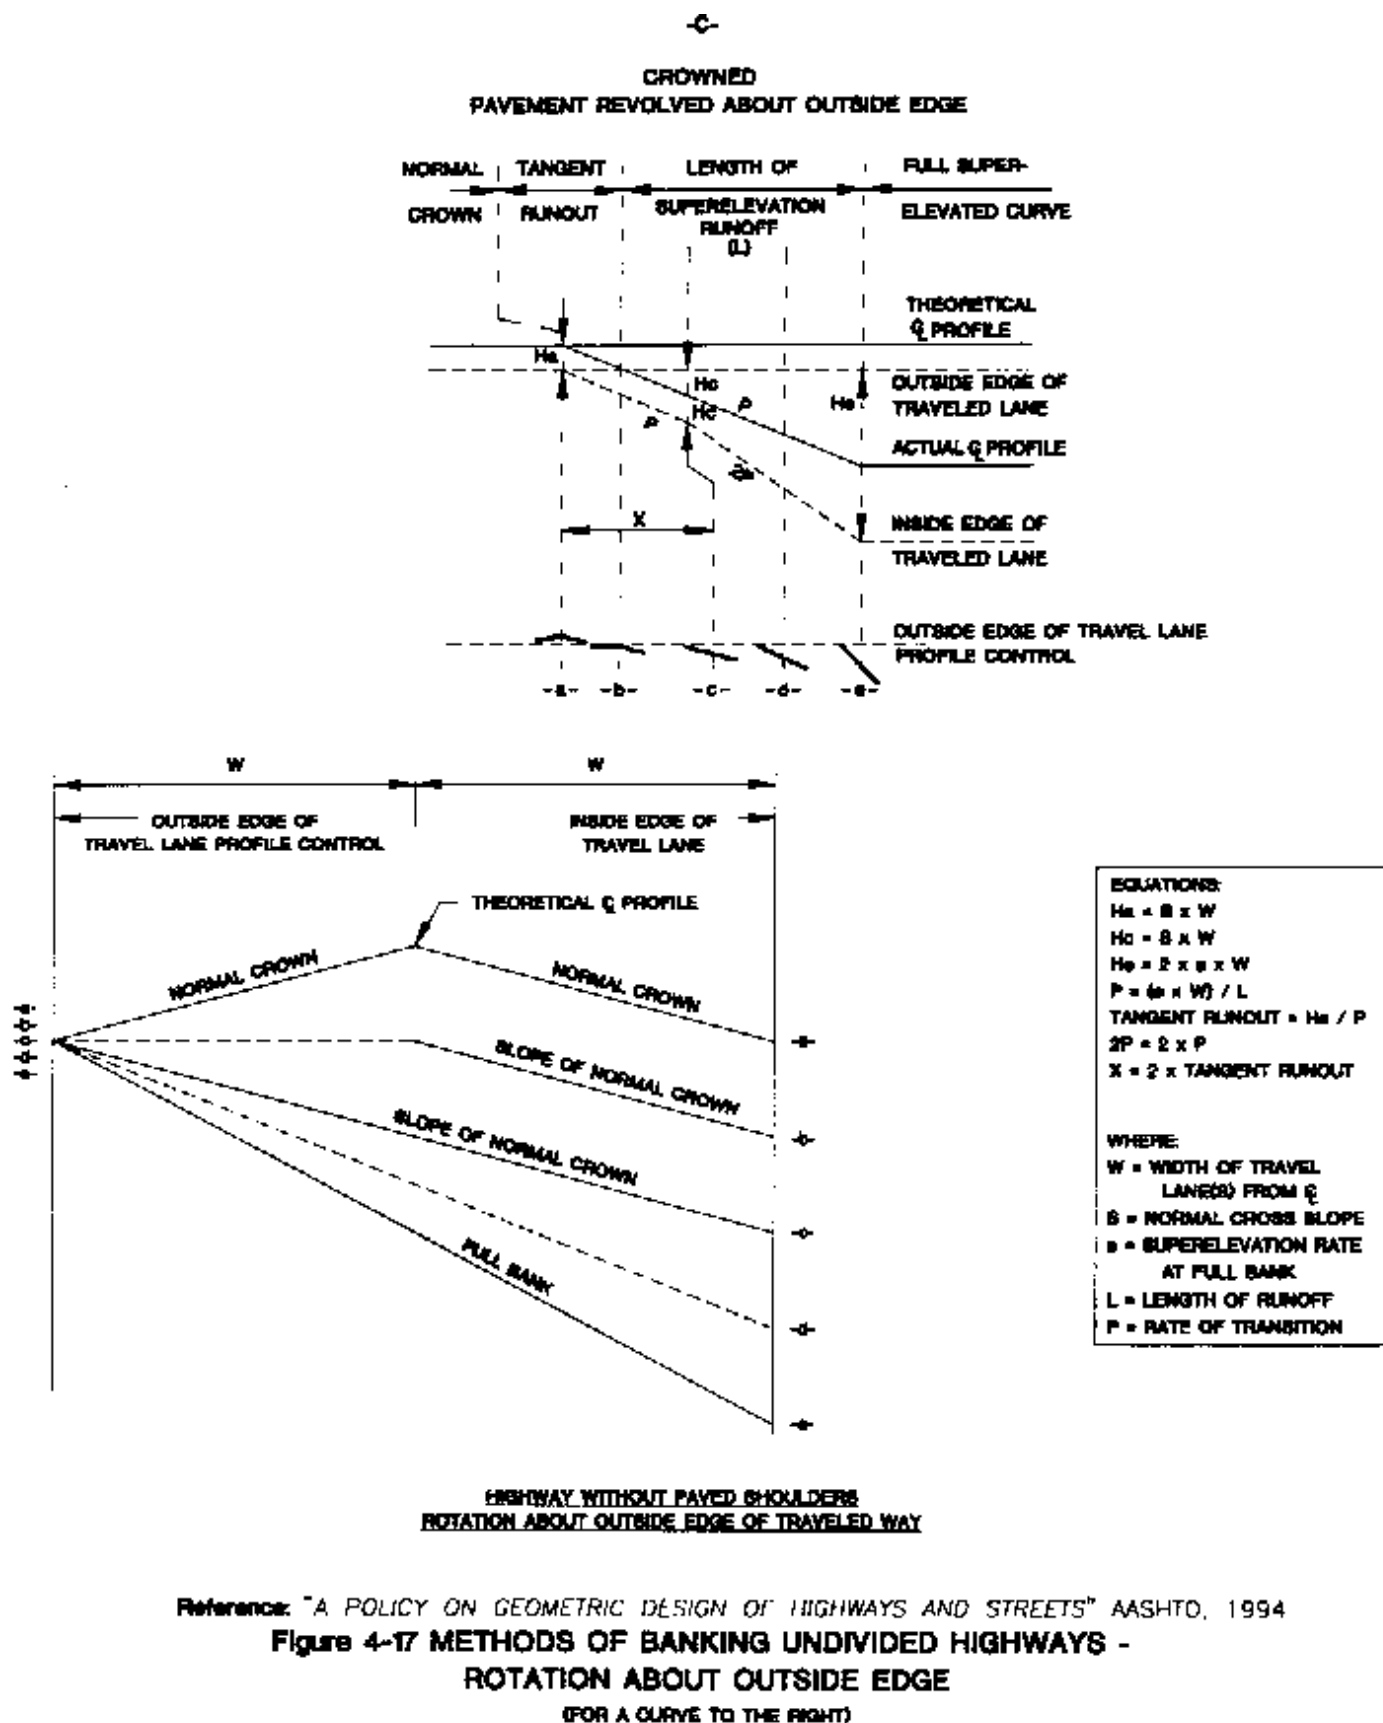 -C-
CROWNED
PAVEMENT REVOLVED ABOUT OUTSIDE EDGE
NORMAL CROWN
TANGENT RUNOUT
LENGTH OF SUPERELEVATION RUNOFF (L)
FULL SUPER-ELEVATED CURVE
THEORETICAL
℄ PROFILE
Ha
Hc
Hc
P
P
He
2P
OUTSIDE EDGE OF
TRAVELED LANE
ACTUAL ℄ PROFILE
X
INSIDE EDGE OF
TRAVELED LANE
OUTSIDE EDGE OF TRAVEL LANE
PROFILE CONTROL
-a- -b- -c- -d- -e-
W W
OUTSIDE EDGE OF
TRAVEL LANE PROFILE CONTROL
INSIDE EDGE OF
TRAVEL LANE
THEORETICAL ℄ PROFILE
NORMAL CROWN
NORMAL CROWN
-a-
SLOPE OF NORMAL CROWN
-b-
SLOPE OF NORMAL CROWN
-c-
FULL BANK
-d-
-e-
EQUATIONS:
Ha = S x W
Hc = S x W
He = 2 x e x W
P = (e x W) / L
TANGENT RUNOUT = Ha / P
2P = 2 x P
X = 2 x TANGENT RUNOUT
WHERE:
W = WIDTH OF TRAVEL
LANE(S) FROM ℄
S = NORMAL CROSS SLOPE
e = SUPERELEVATION RATE
AT FULL BANK
L = LENGTH OF RUNOFF
P = RATE OF TRANSITION
HIGHWAY WITHOUT PAVED SHOULDERS
ROTATION ABOUT OUTSIDE EDGE OF TRAVELED WAY
Reference: "A POLICY ON GEOMETRIC DESIGN OF HIGHWAYS AND STREETS" AASHTO, 1994
Figure 4-17 METHODS OF BANKING UNDIVIDED HIGHWAYS -
ROTATION ABOUT OUTSIDE EDGE
(FOR A CURVE TO THE RIGHT)